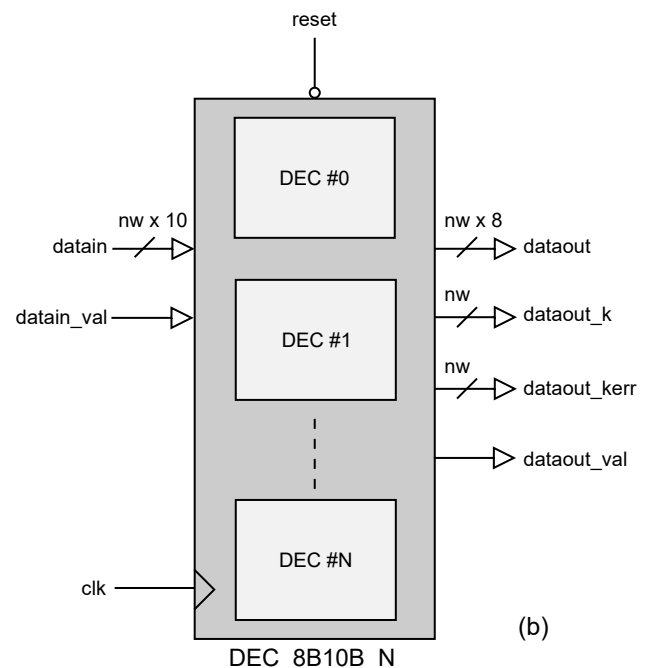 reset
DEC #0
nw x 10
nw x 8
datain
dataout
nw
datain_val
dataout_k
DEC #1
nw
dataout_kerr
dataout_val
DEC #N
clk
(b)
DEC_8B10B_N